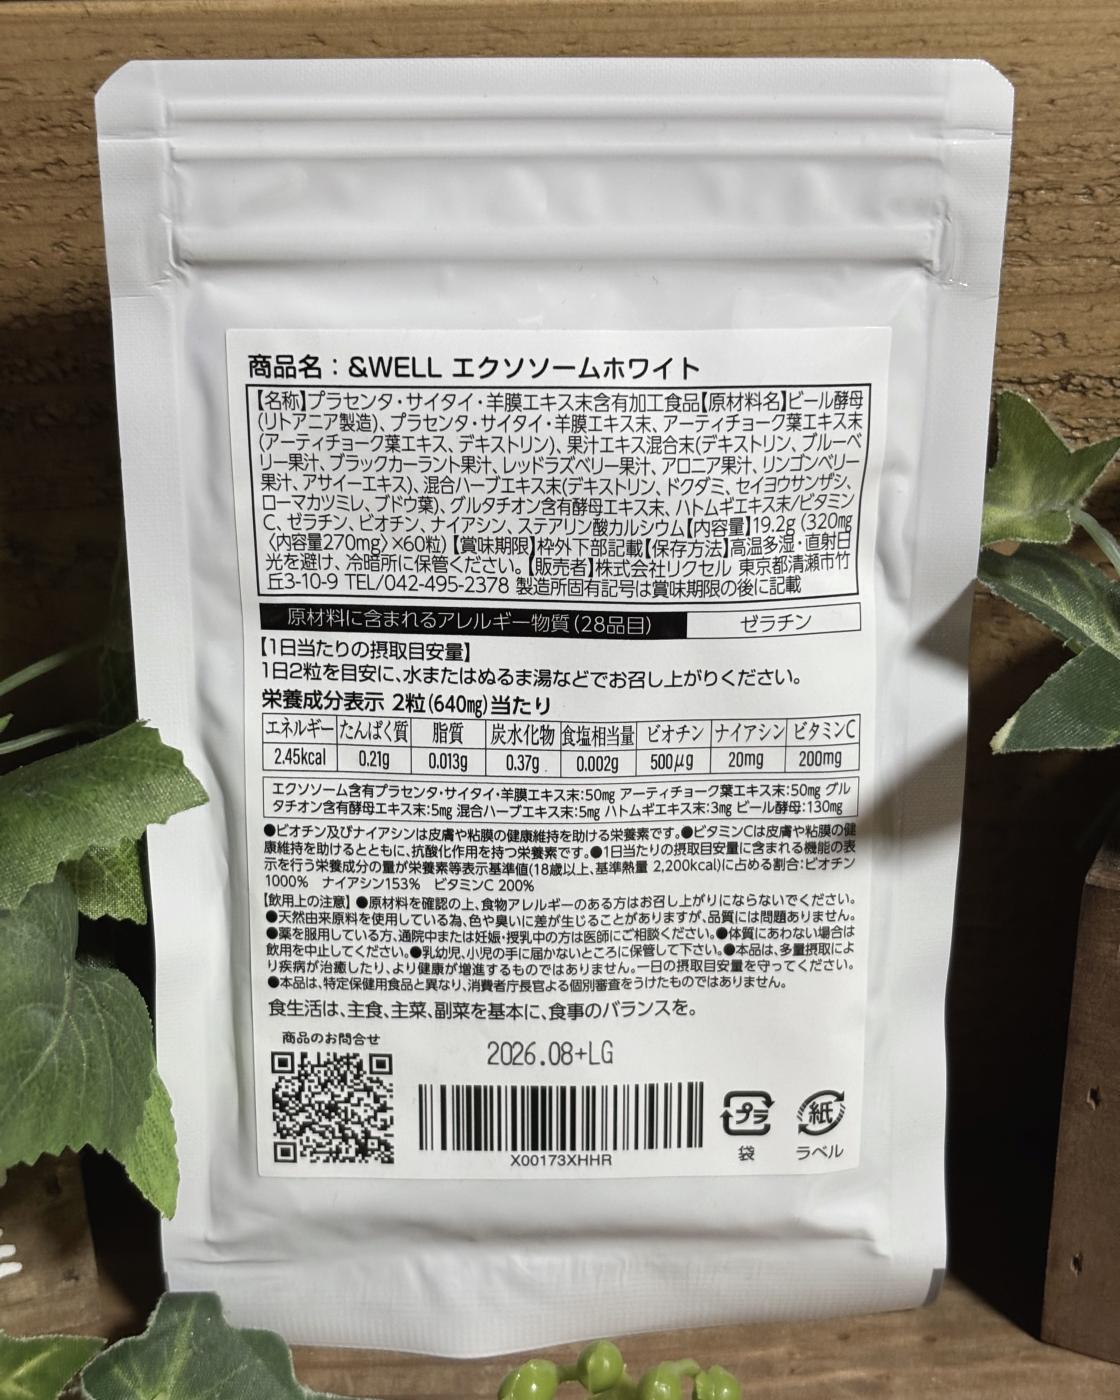 商品名：&WELL エクソソームホワイト
【名称】プラセンタ・サイタイ・羊膜エキス末含有加工食品【原材料名】ビール酵母
(リトアニア製造)、プラセンタ・サイタイ・羊膜エキス末、アーティチョーク葉エキス末
(アーティチョーク葉エキス、デキストリン)、果汁エキス混合末(デキストリン、ブルーベ
リー果汁、ブラックカーラント果汁、レッドラズベリー果汁、アロニア果汁、リンゴンベリー
果汁、アサイーエキス)、混合ハーブエキス末(デキストリン、ドクダミ、セイヨウサンザシ、
ローマカツミレ、ブドウ葉)、グルタチオン含有酵母エキス末、ハトムギエキス末/ビタミン
C、ゼラチン、ビオチン、ナイアシン、ステアリン酸カルシウム【内容量】19.2g (320mg
〈内容量270mg〉×60粒)【賞味期限】枠外下部記載【保存方法】高温多湿・直射日
光を避け、冷暗所に保管ください。【販売者】株式会社リクセル 東京都清瀬市竹
丘3-10-9 TEL/042-495-2378 製造所固有記号は賞味期限の後に記載
原材料に含まれるアレルギー物質(28品目) ゼラチン
【1日当たりの摂取目安量】
1日2粒を目安に、水またはぬるま湯などでお召し上がりください。
栄養成分表示 2粒(640mg)当たり
エネルギー たんぱく質 脂質 炭水化物 食塩相当量 ビオチン ナイアシン ビタミンC
2.45kcal 0.21g 0.013g 0.37g 0.002g 500μg 20mg 200mg
エクソソーム含有プラセンタ・サイタイ・羊膜エキス末:50mg アーティチョーク葉エキス末:50mg グル
タチオン含有酵母エキス末:5mg 混合ハーブエキス末:5mg ハトムギエキス末:3mg ビール酵母:130mg
●ビオチン及びナイアシンは皮膚や粘膜の健康維持を助ける栄養素です。●ビタミンCは皮膚や粘膜の健
康維持を助けるとともに、抗酸化作用を持つ栄養素です。●1日当たりの摂取目安量に含まれる機能の表
示を行う栄養成分の量が栄養素等表示基準値(18歳以上、基準熱量 2,200kcal)に占める割合:ビオチン
1000% ナイアシン153% ビタミンC 200%
【飲用上の注意】●原材料を確認の上、食物アレルギーのある方はお召し上がりにならないでください。
●天然由来原料を使用している為、色や臭いに差が生じることがありますが、品質には問題ありません。
●薬を服用している方、通院中または妊娠・授乳中の方は医師にご相談ください。●体質にあわない場合は
飲用を中止してください。●乳幼児、小児の手に届かないところに保管して下さい。●本品は、多量摂取によ
り疾病が治癒したり、より健康が増進するものではありません。一日の摂取目安量を守ってください。
●本品は、特定保健用食品と異なり、消費者庁長官よる個別審査をうけたものではありません。
食生活は、主食、主菜、副菜を基本に、食事のバランスを。
商品のお問合せ
2026.08+LG
X00173XHHR
プラ
袋
紙
ラベル